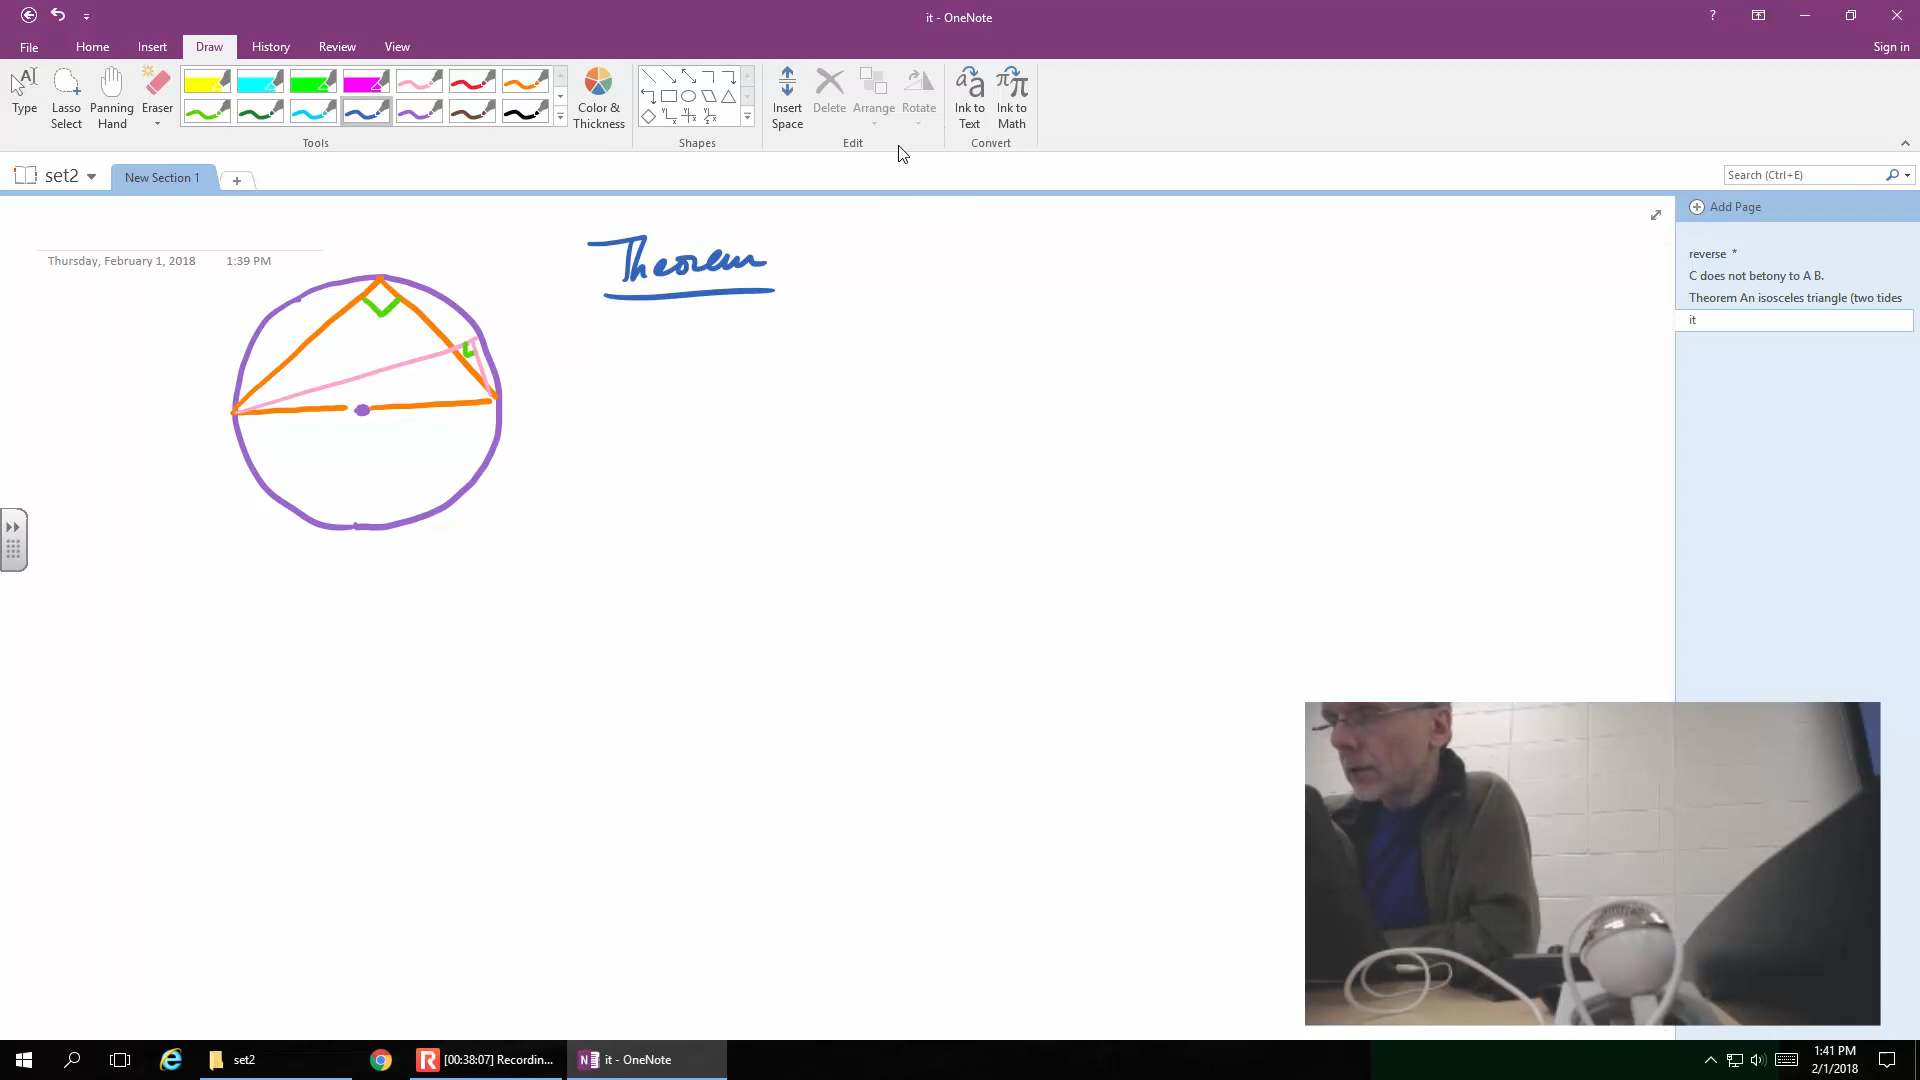 it - OneNote
?
File Home Insert Draw History Review View
Sign in
Type
Lasso Select
Panning Hand
Eraser
Color & Thickness
Insert Space
Delete
Arrange
Rotate
Ink to Text
Ink to Math
Tools
Shapes
Edit
Convert
set2
New Section 1
Search (Ctrl+E)
Add Page
Thursday, February 1, 2018 1:39 PM
Theorem
reverse *
C does not betony to A B.
Theorem An isosceles triangle (two tides
it
set2
[00:38:07] Recordin...
it - OneNote
1:41 PM
2/1/2018